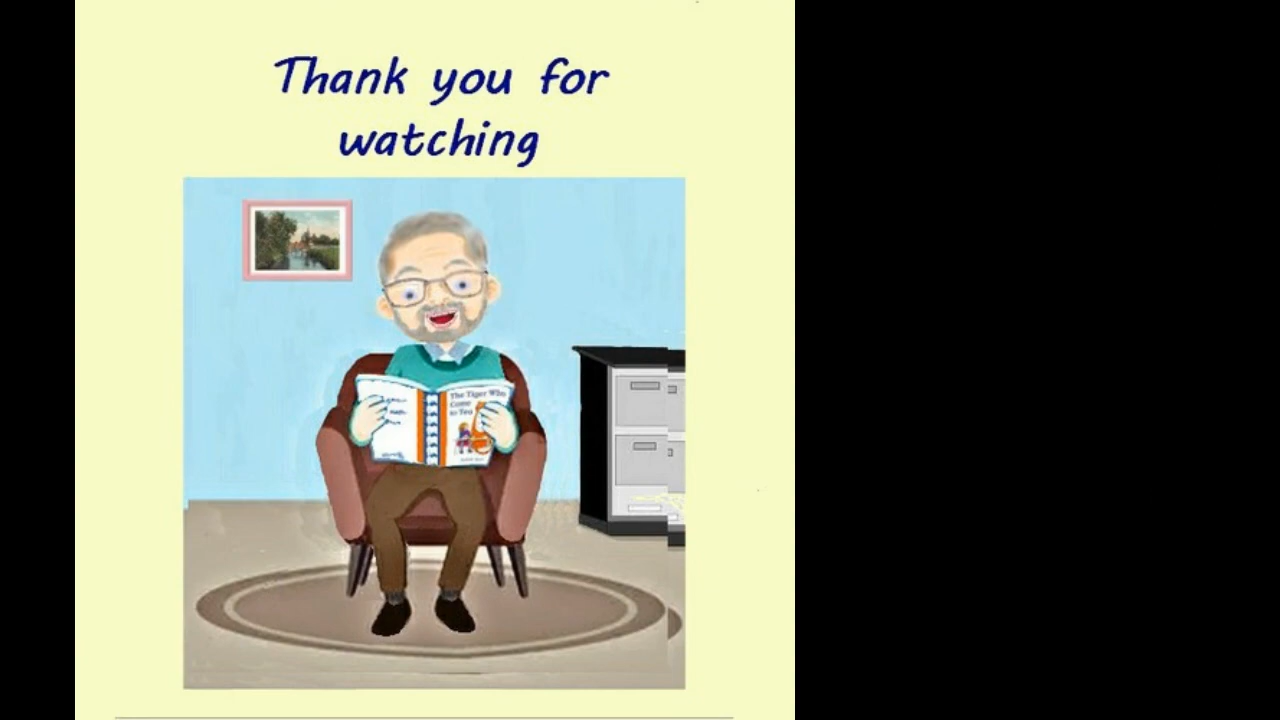 Thank you for
watching
The Tiger Who
Came
to Tea